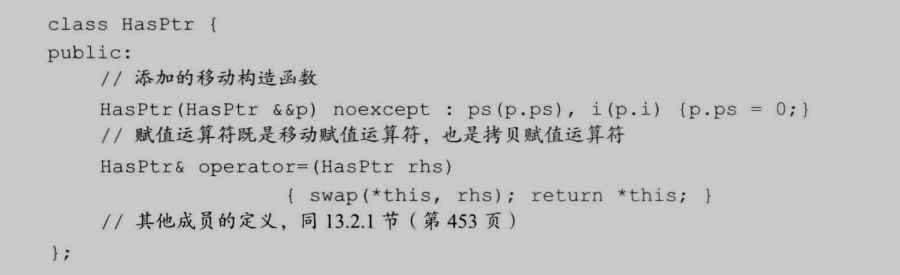 class HasPtr {
public:
// 添加的移动构造函数
HasPtr(HasPtr &&p) noexcept : ps(p.ps), i(p.i) {p.ps = 0;}
// 赋值运算符既是移动赋值运算符，也是拷贝赋值运算符
HasPtr& operator=(HasPtr rhs)
{ swap(*this, rhs); return *this; }
// 其他成员的定义，同 13.2.1 节（第 453 页）
};